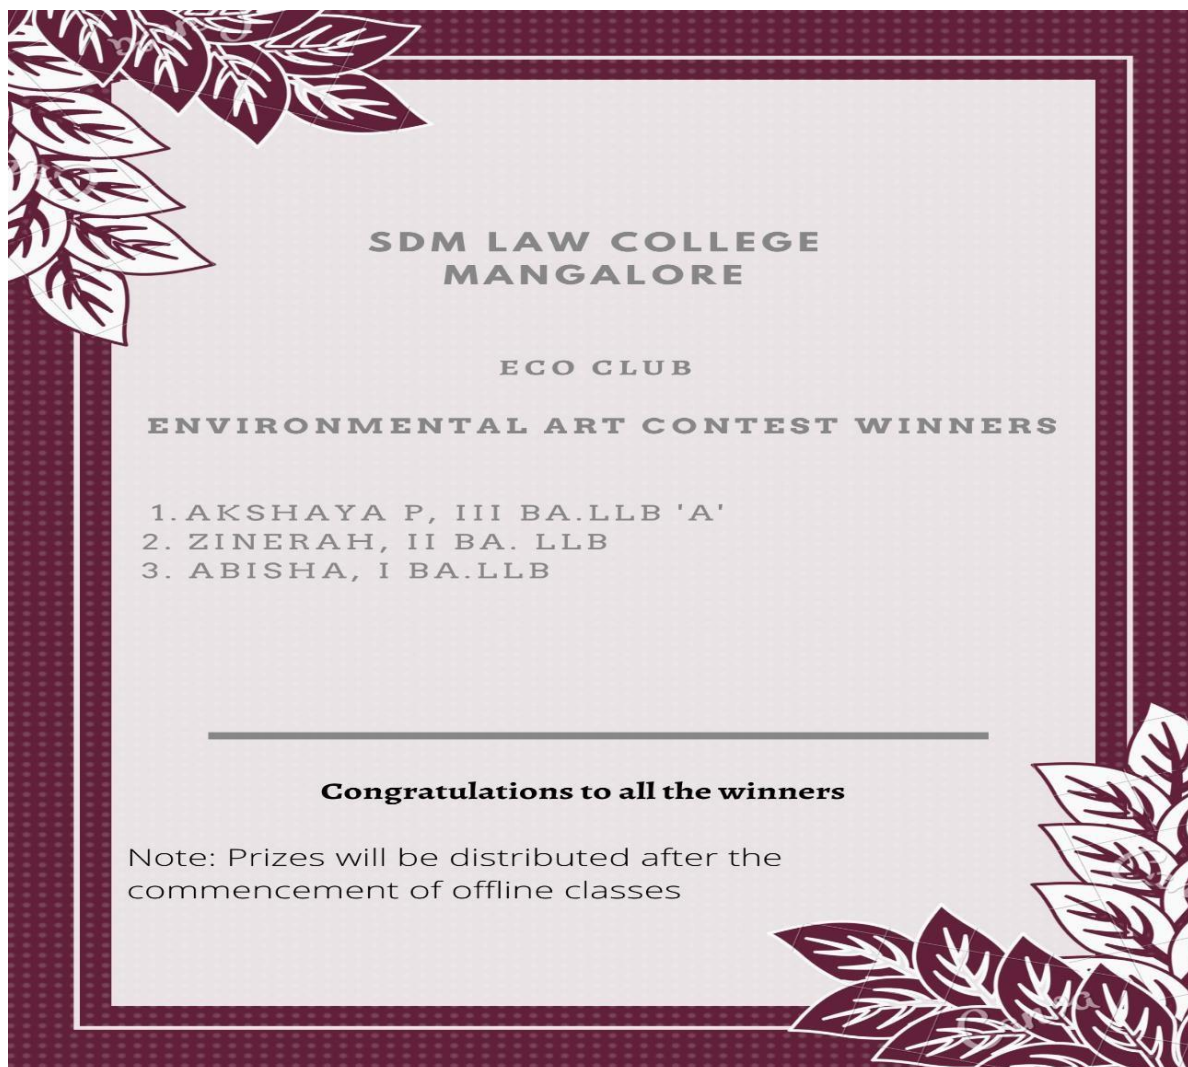 SDM LAW COLLEGE
MANGALORE
ECO CLUB
ENVIRONMENTAL ART CONTEST WINNERS
1. AKSHAYA P, III BA.LLB 'A'
2. ZINERAH, II BA. LLB
3. ABISHA, I BA.LLB
Congratulations to all the winners
Note: Prizes will be distributed after the
commencement of offline classes
Canva